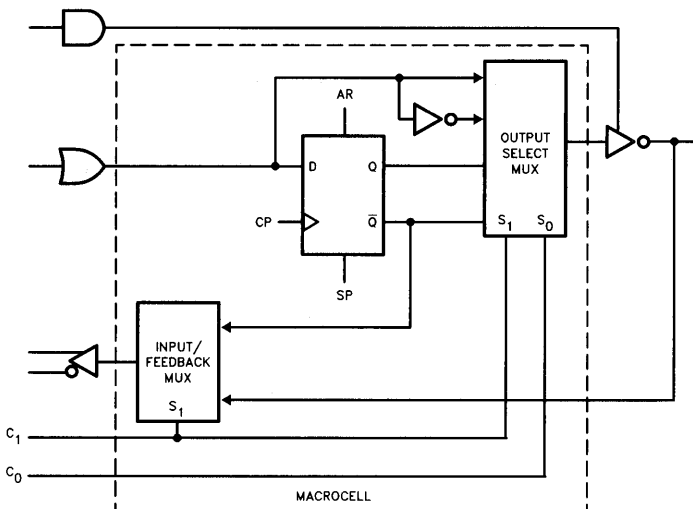 AR
OUTPUT
SELECT
MUX
D
Q
CP
Q̅
S₁
S₀
SP
INPUT/
FEEDBACK
MUX
S₁
C₁
C₀
MACROCELL